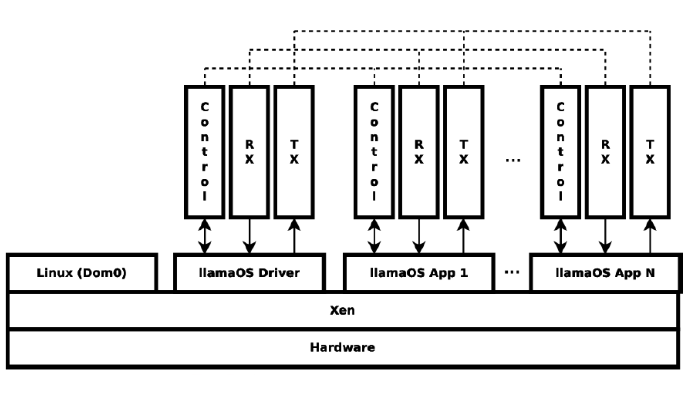 Control RX TX Control RX TX ... Control RX TX
Linux (Dom0) llamaOS Driver llamaOS App 1 ... llamaOS App N
Xen
Hardware